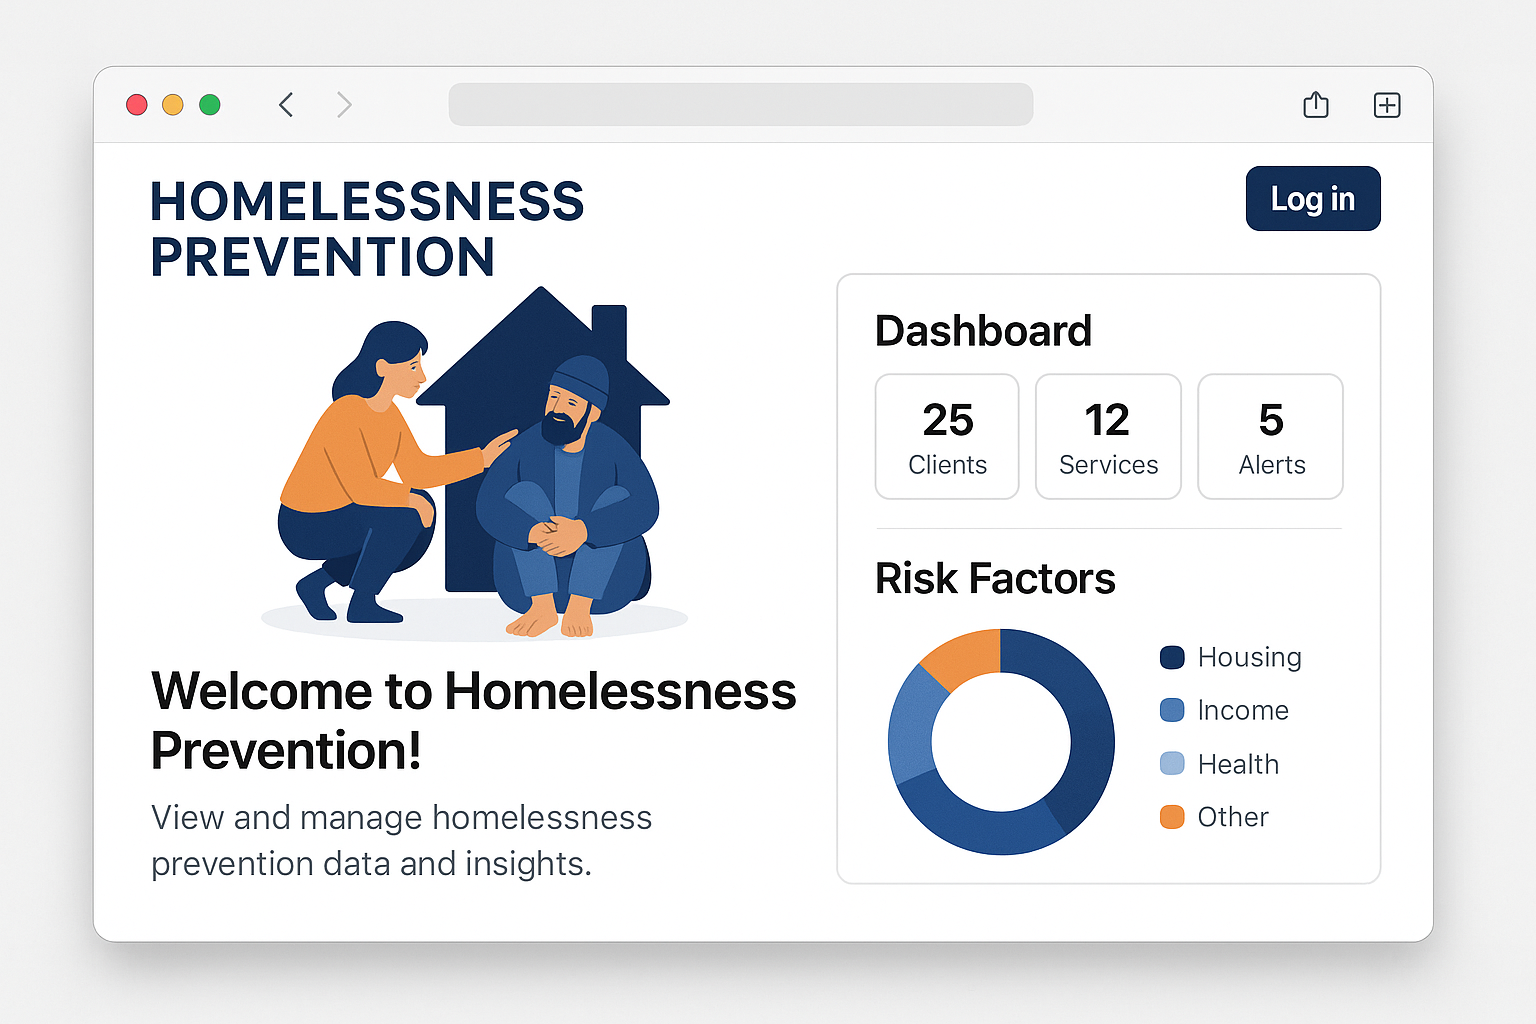 HOMELESSNESS
PREVENTION
Log in
Welcome to Homelessness
Prevention!
View and manage homelessness
prevention data and insights.
Dashboard
25
Clients
12
Services
5
Alerts
Risk Factors
Housing
Income
Health
Other